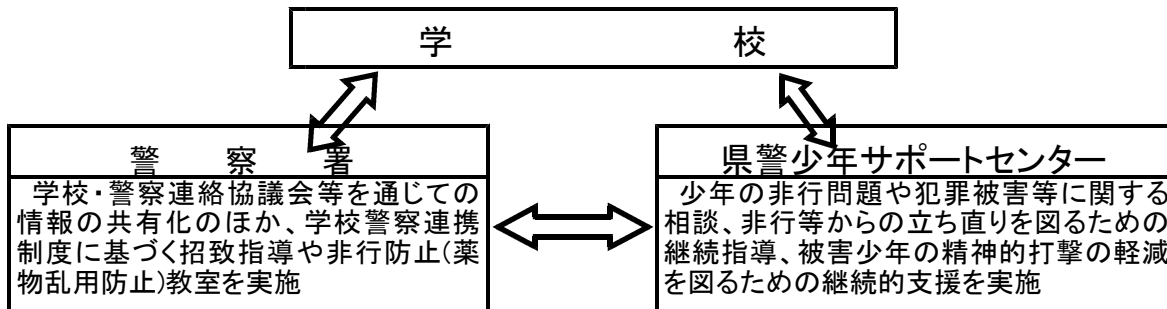 学校
警察署
学校・警察連絡協議会等を通じての
情報の共有化のほか、学校警察連携
制度に基づく招致指導や非行防止(薬
物乱用防止)教室を実施
県警少年サポートセンター
少年の非行問題や犯罪被害等に関する
相談、非行等からの立ち直りを図るための
継続指導、被害少年の精神的打撃の軽減
を図るための継続的支援を実施